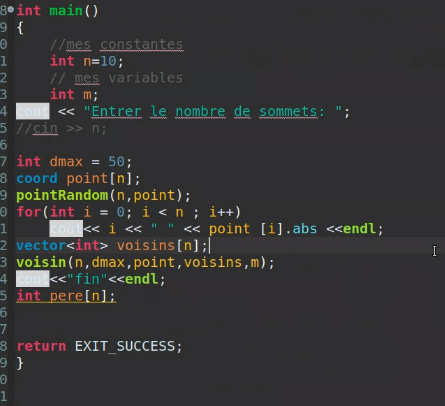 8 int main()
9 {
0 //mes constantes
1 int n=10;
2 // mes variables
3 int m;
4 cout << "Entrer le nombre de sommets: ";
5 //cin >> n;
6
7 int dmax = 50;
8 coord point[n];
9 pointRandom(n,point);
0 for(int i = 0; i < n ; i++)
1 cout<< i << " " << point [i].abs <<endl;
2 vector<int> voisins[n];
3 voisin(n,dmax,point,voisins,m);
4 cout<<"fin"<<endl;
5 int pere[n];
6
7
8 return EXIT_SUCCESS;
9 }
0
1